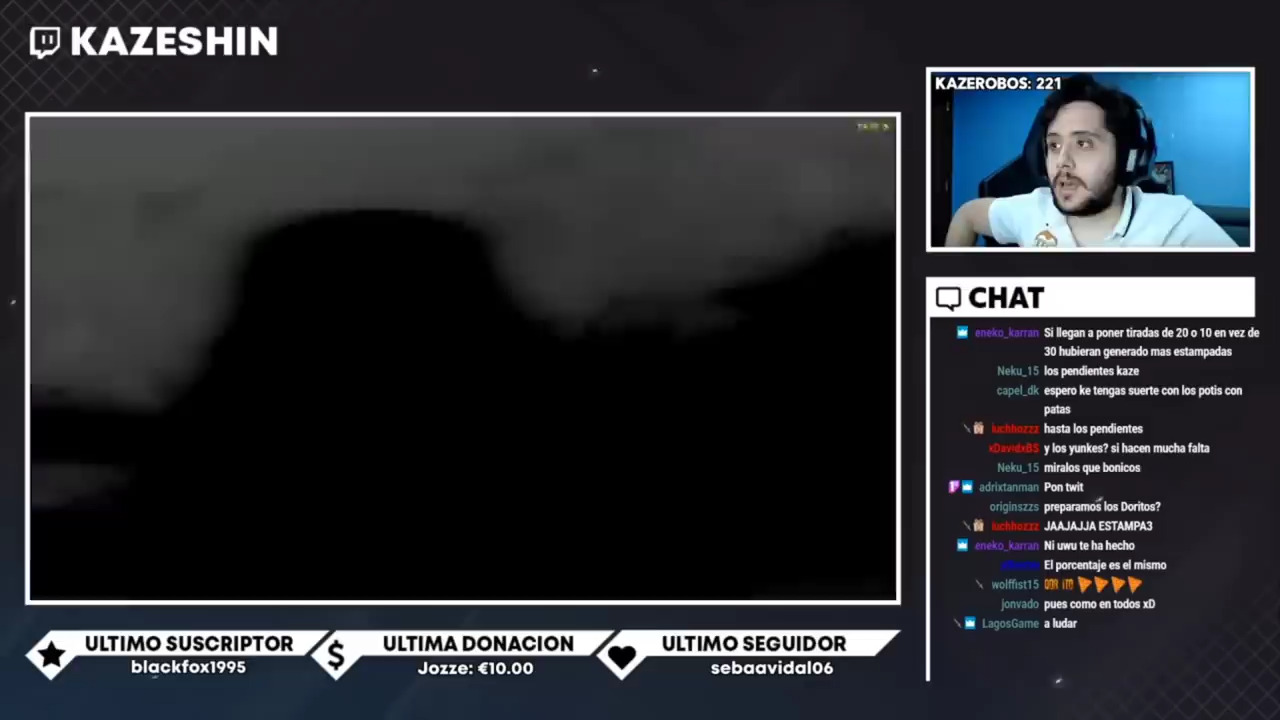 KAZESHIN
KAZEROBOS: 221
CHAT
eneko_karran Si llegan a poner tiradas de 20 o 10 en vez de
30 hubieran generado mas estampadas
Neku_15 los pendientes kaze
capel_dk espero ke tengas suerte con los potis con
patas
luchhozzz hasta los pendientes
xDavidxBS y los yunkes? si hacen mucha falta
Neku_15 miralos que bonicos
adrixtanman Pon twit
originszzs preparamos los Doritos?
luchhozzz JAAJAJJA ESTAMPA3
eneko_karran Ni uwu te ha hecho
El porcentaje es el mismo
wolffist15
jonvado pues como en todos xD
LagosGame a ludar
ULTIMO SUSCRIPTOR
blackfox1995
$
ULTIMA DONACION
Jozze: €10.00
ULTIMO SEGUIDOR
sebaavidal06